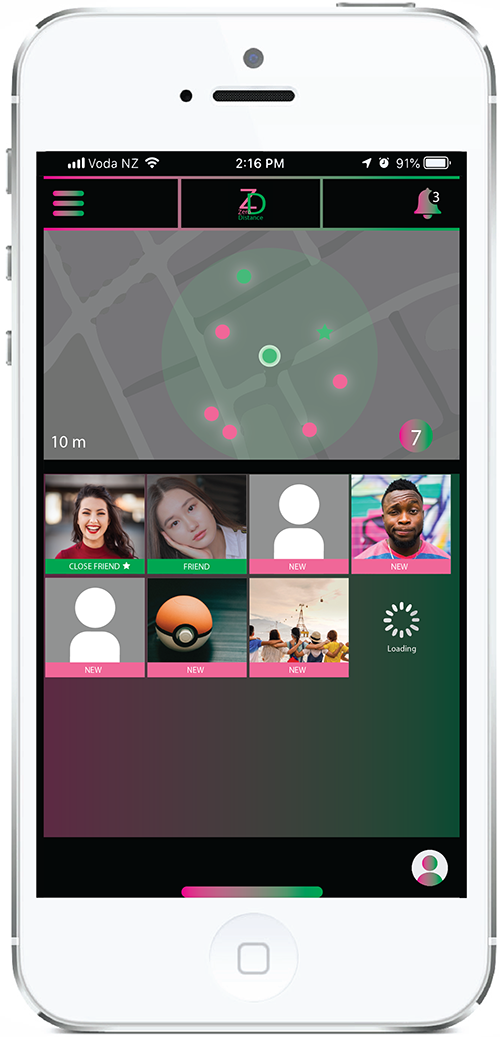 Voda NZ
2:16 PM
91%
ZD
Zero
Distance
3
10 m
7
CLOSE FRIEND ★
FRIEND
NEW
NEW
NEW
NEW
NEW
Loading